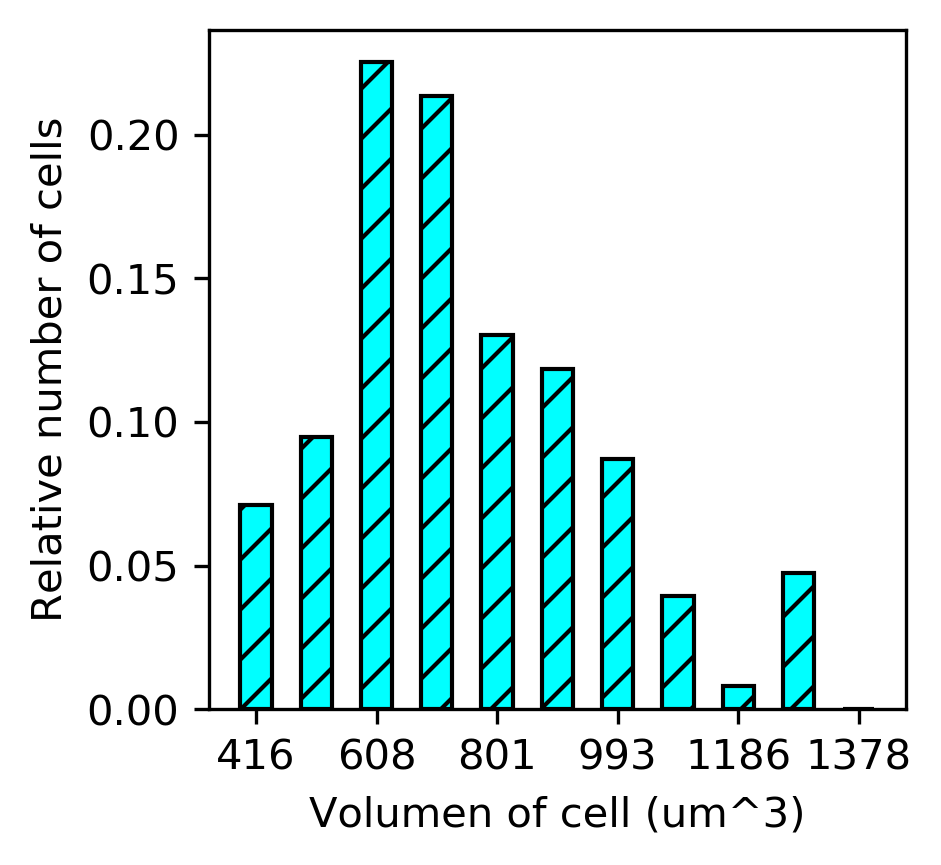 Relative number of cells
0.20
0.15
0.10
0.05
0.00
416 608 801 993 1186 1378
Volumen of cell (um^3)